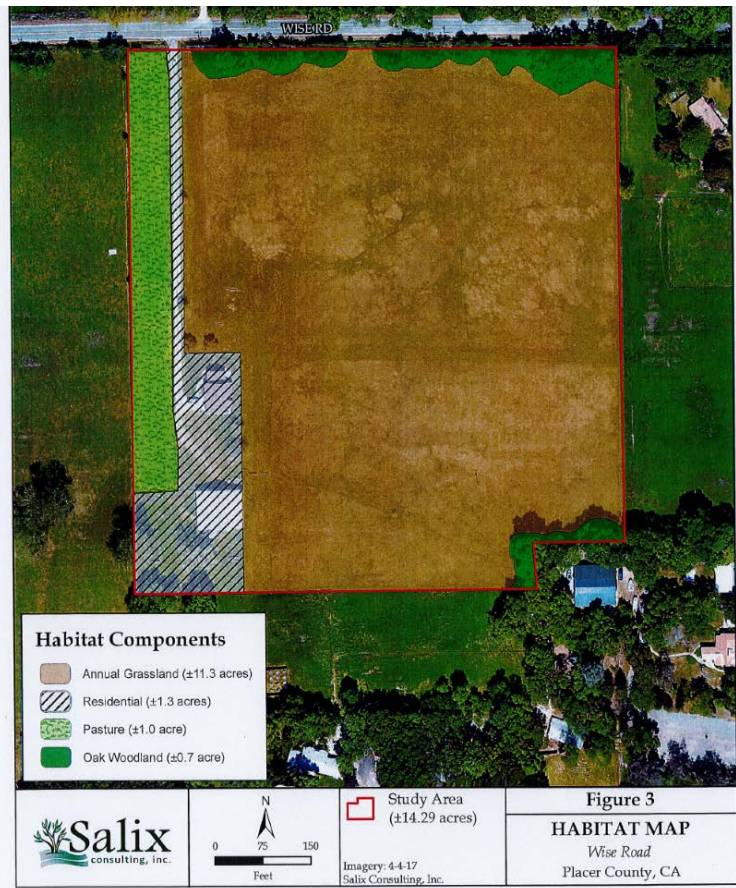 WISE RD
Habitat Components
Annual Grassland (±11.3 acres)
Residential (±1.3 acres)
Pasture (±1.0 acre)
Oak Woodland (±0.7 acre)
Salix
consulting, inc.
N
0 75 150
Feet
Study Area
(±14.29 acres)
Imagery: 4-4-17
Salix Consulting, Inc.
Figure 3
HABITAT MAP
Wise Road
Placer County, CA